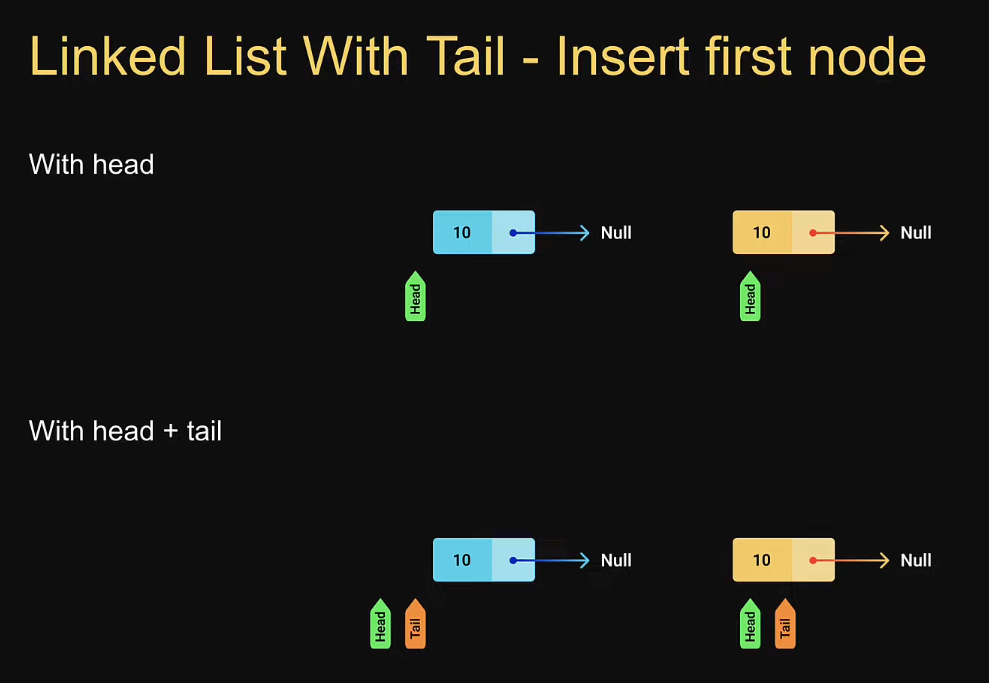 Linked List With Tail - Insert first node
With head
10 Null
10 Null
Head
Head
With head + tail
10 Null
10 Null
Head
Tail
Head
Tail